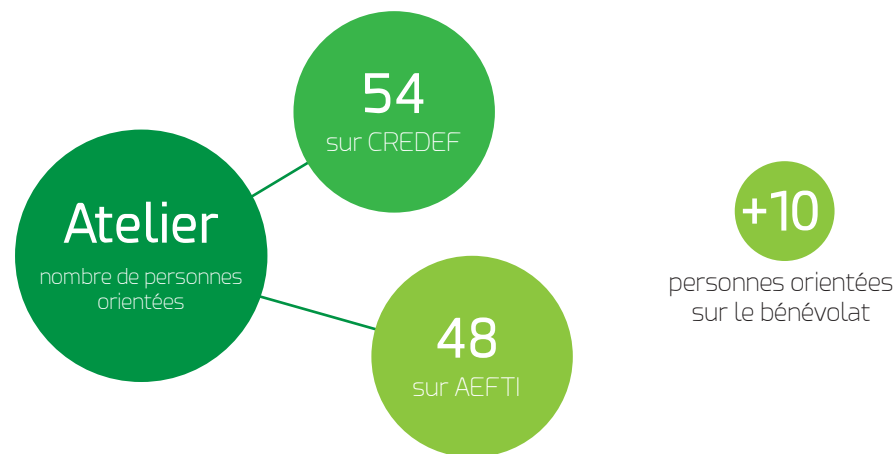 Atelier
nombre de personnes
orientées
54
sur CREDEF
48
sur AEFTI
+10
personnes orientées
sur le bénévolat